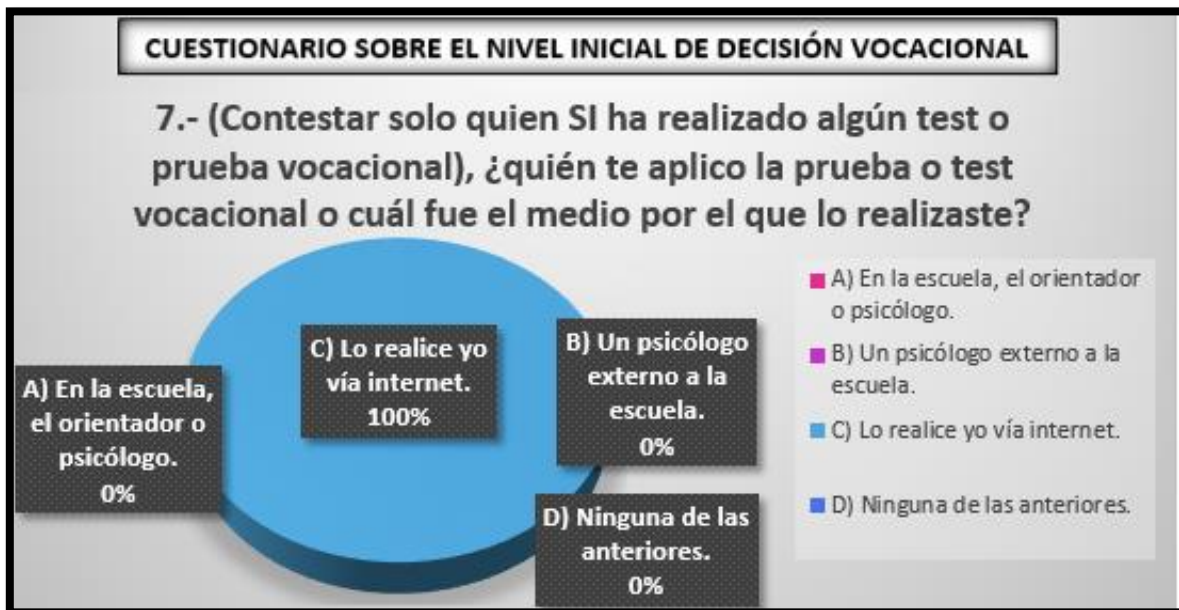 CUESTIONARIO SOBRE EL NIVEL INICIAL DE DECISIÓN VOCACIONAL
7.- (Contestar solo quien SI ha realizado algún test o
prueba vocacional), ¿quién te aplico la prueba o test
vocacional o cuál fue el medio por el que lo realizaste?
A) En la escuela,
el orientador o
psicólogo.
0%
C) Lo realice yo
vía internet.
100%
B) Un psicólogo
externo a la
escuela.
0%
D) Ninguna de las
anteriores.
0%
A) En la escuela, el orientador
o psicólogo.
B) Un psicólogo externo a la
escuela.
C) Lo realice yo vía internet.
D) Ninguna de las anteriores.